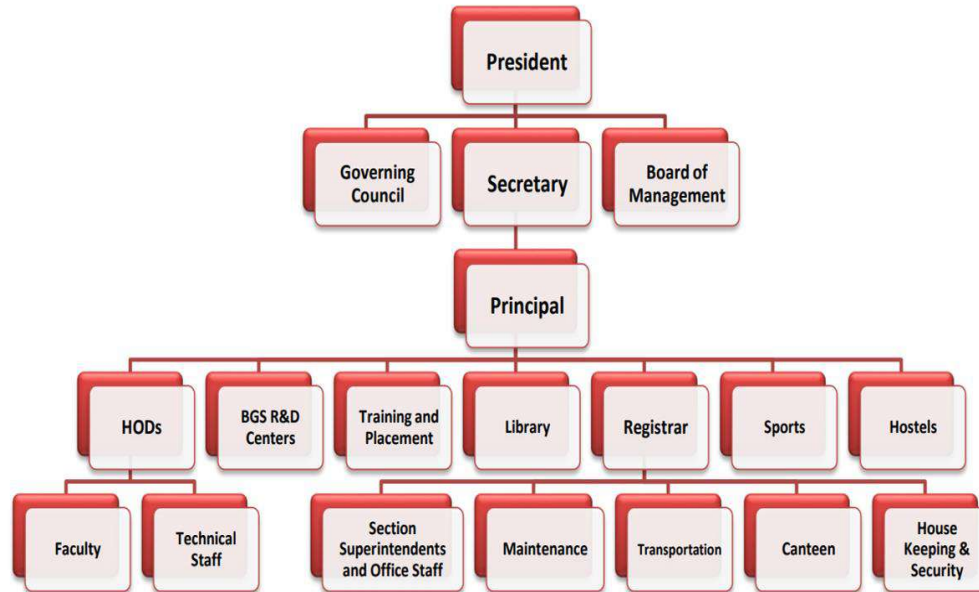 President
Governing
Council
Secretary
Board of
Management
Principal
HODs
BGS R&D
Centers
Training and
Placement
Library
Registrar
Sports
Hostels
Faculty
Technical
Staff
Section
Superintendents
and Office Staff
Maintenance
Transportation
Canteen
House
Keeping &
Security